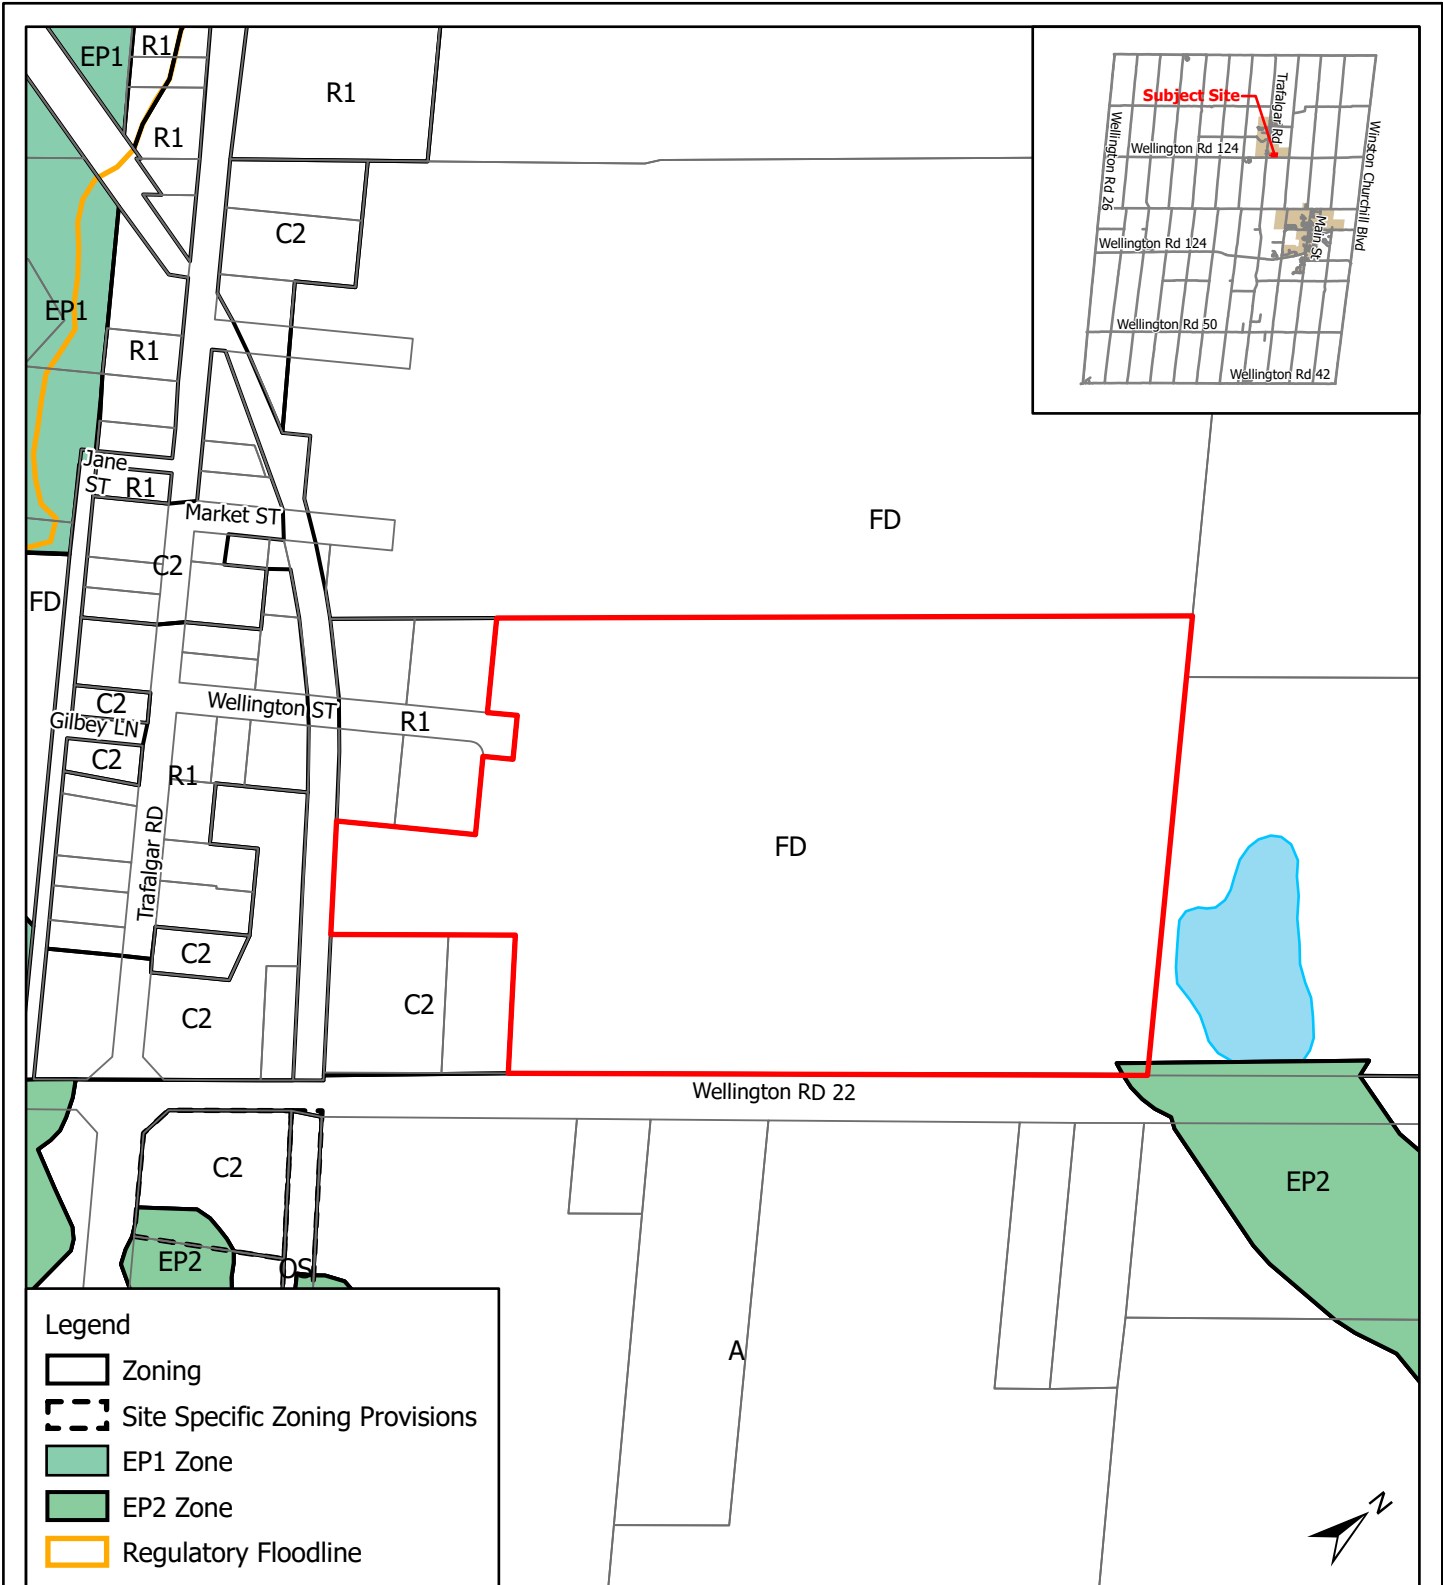 EP1
R1
R1
R1
C2
EP1
R1
Jane
ST
R1
Market ST
C2
FD
FD
C2
Gilbey LN
C2
Wellington ST
R1
R1
Trafalgar RD
FD
C2
C2
C2
Wellington RD 22
C2
EP2
OS
EP2
A
Subject Site
Trafalgar Rd
Wellington Rd 124
Wellington Rd 26
Winston Churchill Blvd
Main St
Wellington Rd 124
Wellington Rd 50
Wellington Rd 42
Legend
Zoning
Site Specific Zoning Provisions
EP1 Zone
EP2 Zone
Regulatory Floodline
N